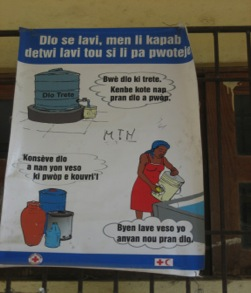 Dlo se lavi, men li kapab
detwi lavi tou si li pa pwoteje
Bwè dlo ki trete.
Kenbe kote nap
pran dlo a pwòp.
Dlo Trete
MTN
Konsève dlo
a nan yon veso
ki pwòp e kouvri't
Byen lave veso yo
anvan nou pran dlo